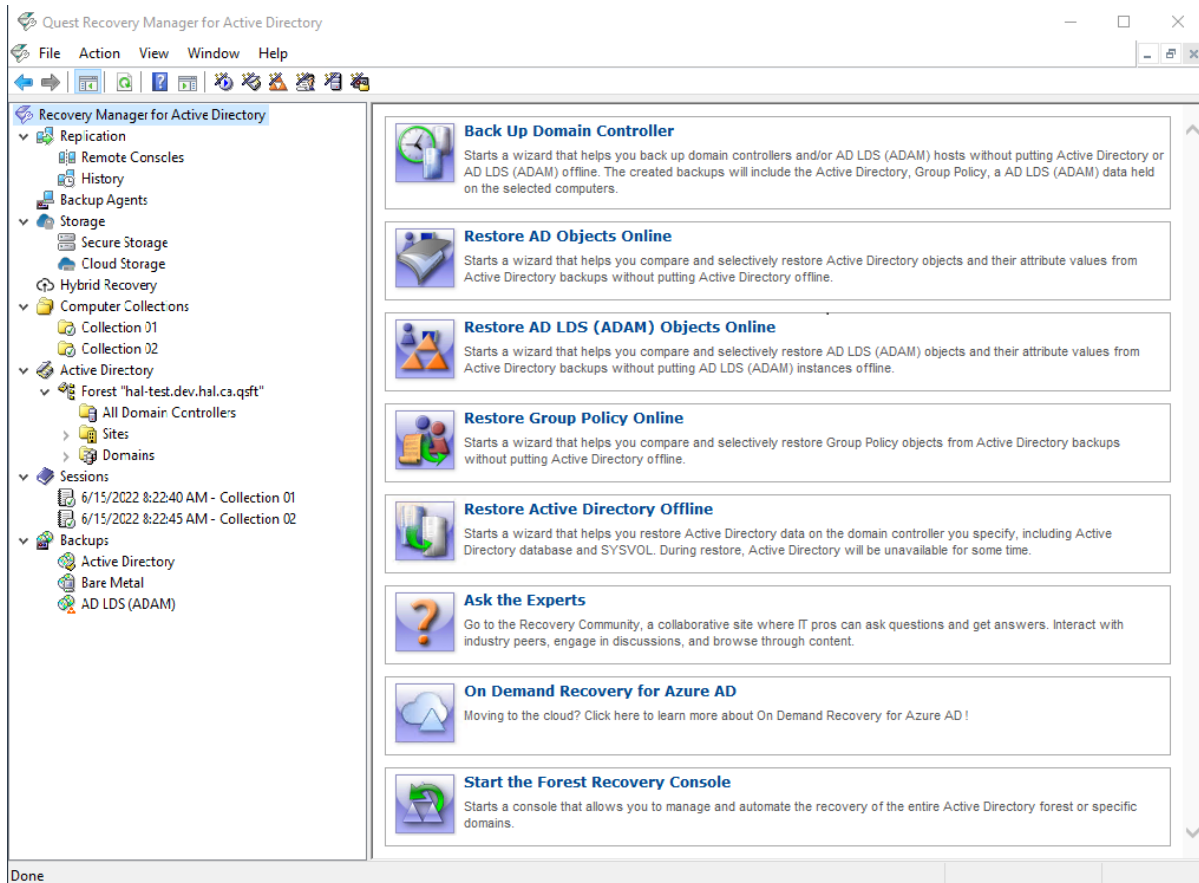 Quest Recovery Manager for Active Directory
File Action View Window Help
Recovery Manager for Active Directory
Replication
Remote Consoles
History
Backup Agents
Storage
Secure Storage
Cloud Storage
Hybrid Recovery
Computer Collections
Collection 01
Collection 02
Active Directory
Forest "hal-test.dev.hal.ca.qsft"
All Domain Controllers
Sites
Domains
Sessions
6/15/2022 8:22:40 AM - Collection 01
6/15/2022 8:22:45 AM - Collection 02
Backups
Active Directory
Bare Metal
AD LDS (ADAM)
Back Up Domain Controller
Starts a wizard that helps you back up domain controllers and/or AD LDS (ADAM) hosts without putting Active Directory or
AD LDS (ADAM) offline. The created backups will include the Active Directory, Group Policy, a AD LDS (ADAM) data held
on the selected computers.
Restore AD Objects Online
Starts a wizard that helps you compare and selectively restore Active Directory objects and their attribute values from
Active Directory backups without putting Active Directory offline.
Restore AD LDS (ADAM) Objects Online
Starts a wizard that helps you compare and selectively restore AD LDS (ADAM) objects and their attribute values from
Active Directory backups without putting AD LDS (ADAM) instances offline.
Restore Group Policy Online
Starts a wizard that helps you compare and selectively restore Group Policy objects from Active Directory backups
without putting Active Directory offline.
Restore Active Directory Offline
Starts a wizard that helps you restore Active Directory data on the domain controller you specify, including Active
Directory database and SYSVOL. During restore, Active Directory will be unavailable for some time.
Ask the Experts
Go to the Recovery Community, a collaborative site where IT pros can ask questions and get answers. Interact with
industry peers, engage in discussions, and browse through content.
On Demand Recovery for Azure AD
Moving to the cloud? Click here to learn more about On Demand Recovery for Azure AD !
Start the Forest Recovery Console
Starts a console that allows you to manage and automate the recovery of the entire Active Directory forest or specific
domains.
Done